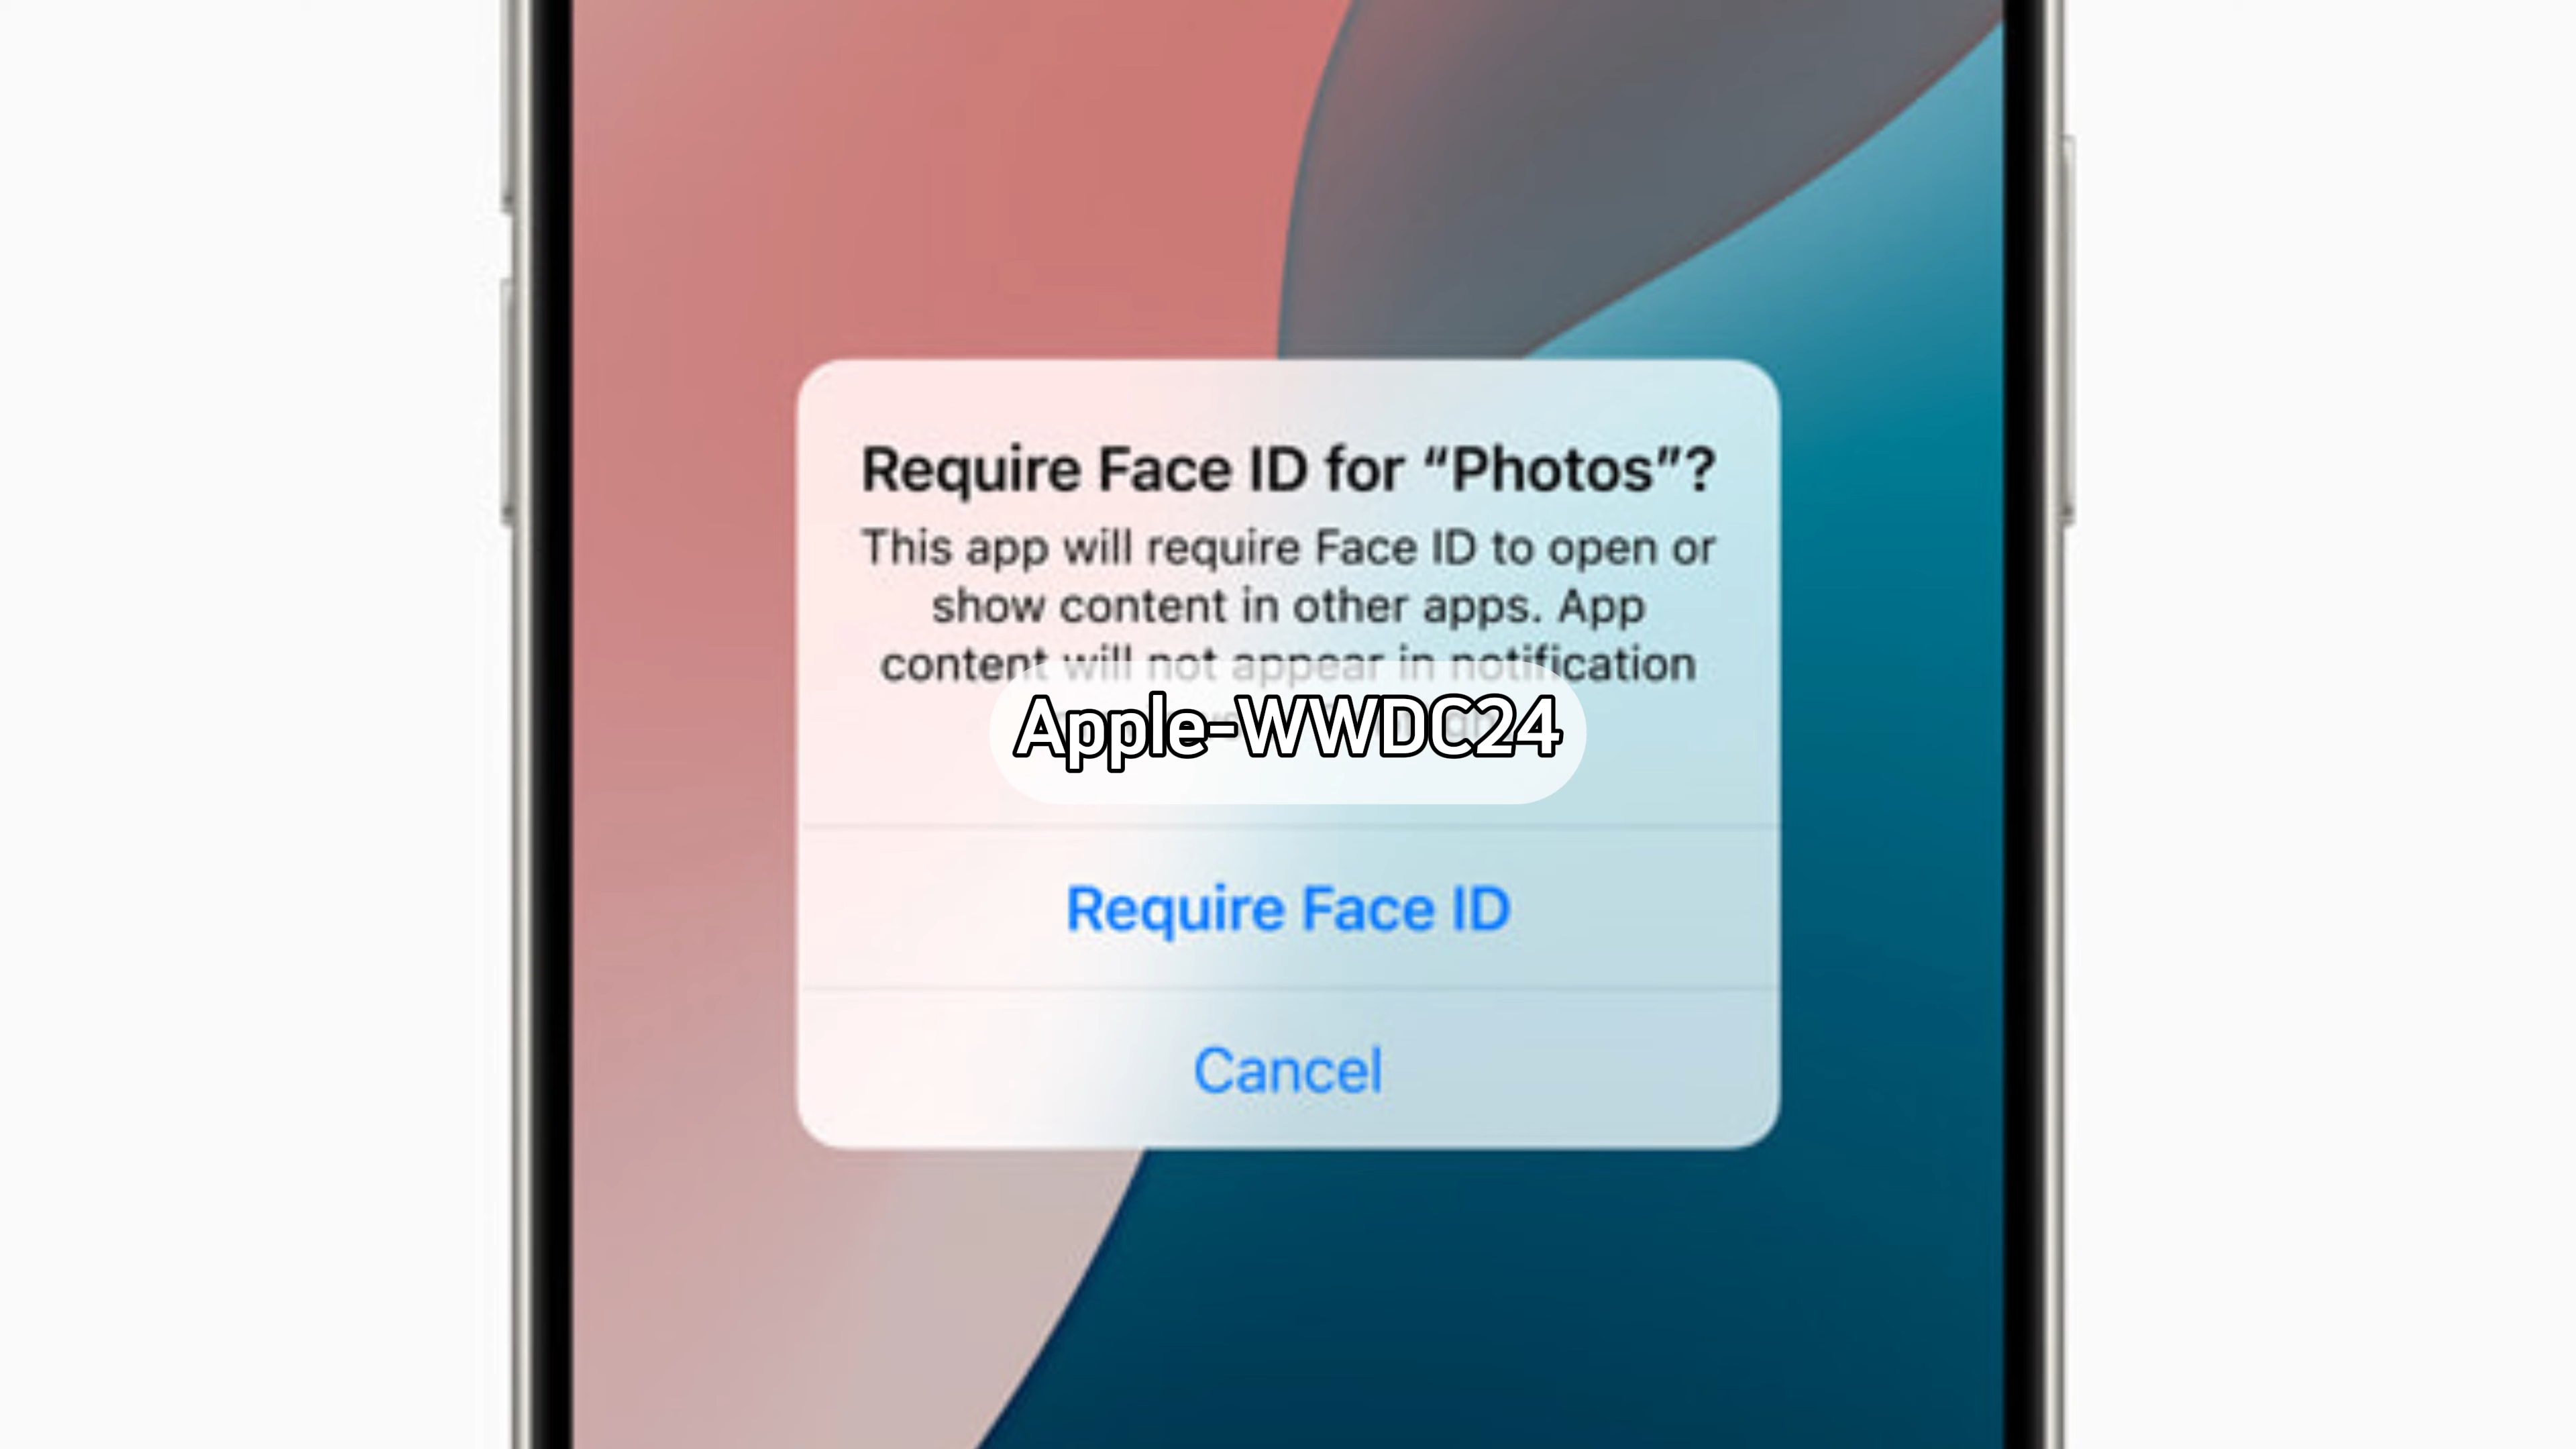 Require Face ID for “Photos”?
This app will require Face ID to open or
show content in other apps. App
content will not appear in notification
Apple-WWDC24
Require Face ID
Cancel